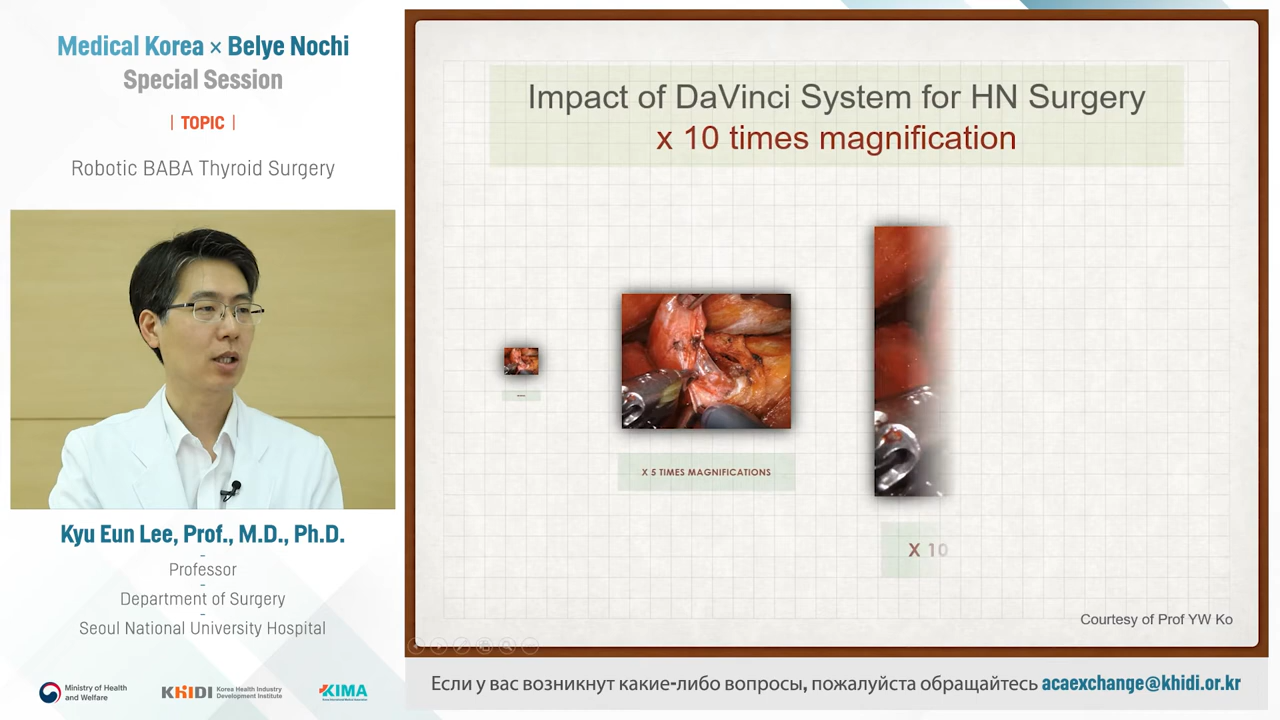 Medical Korea × Belye Nochi
Special Session
| TOPIC |
Robotic BABA Thyroid Surgery
Kyu Eun Lee, Prof., M.D., Ph.D.
-
Professor
-
Department of Surgery
-
Seoul National University Hospital
Ministry of Health
and Welfare
KHIDI
Korea Health Industry
Development Institute
KIMA
Impact of DaVinci System for HN Surgery
x 10 times magnification
X 5 TIMES MAGNIFICATIONS
X 10
Courtesy of Prof YW Ko
Если у вас возникнут какие-либо вопросы, пожалуйста обращайтесь acaexchange@khidi.or.kr